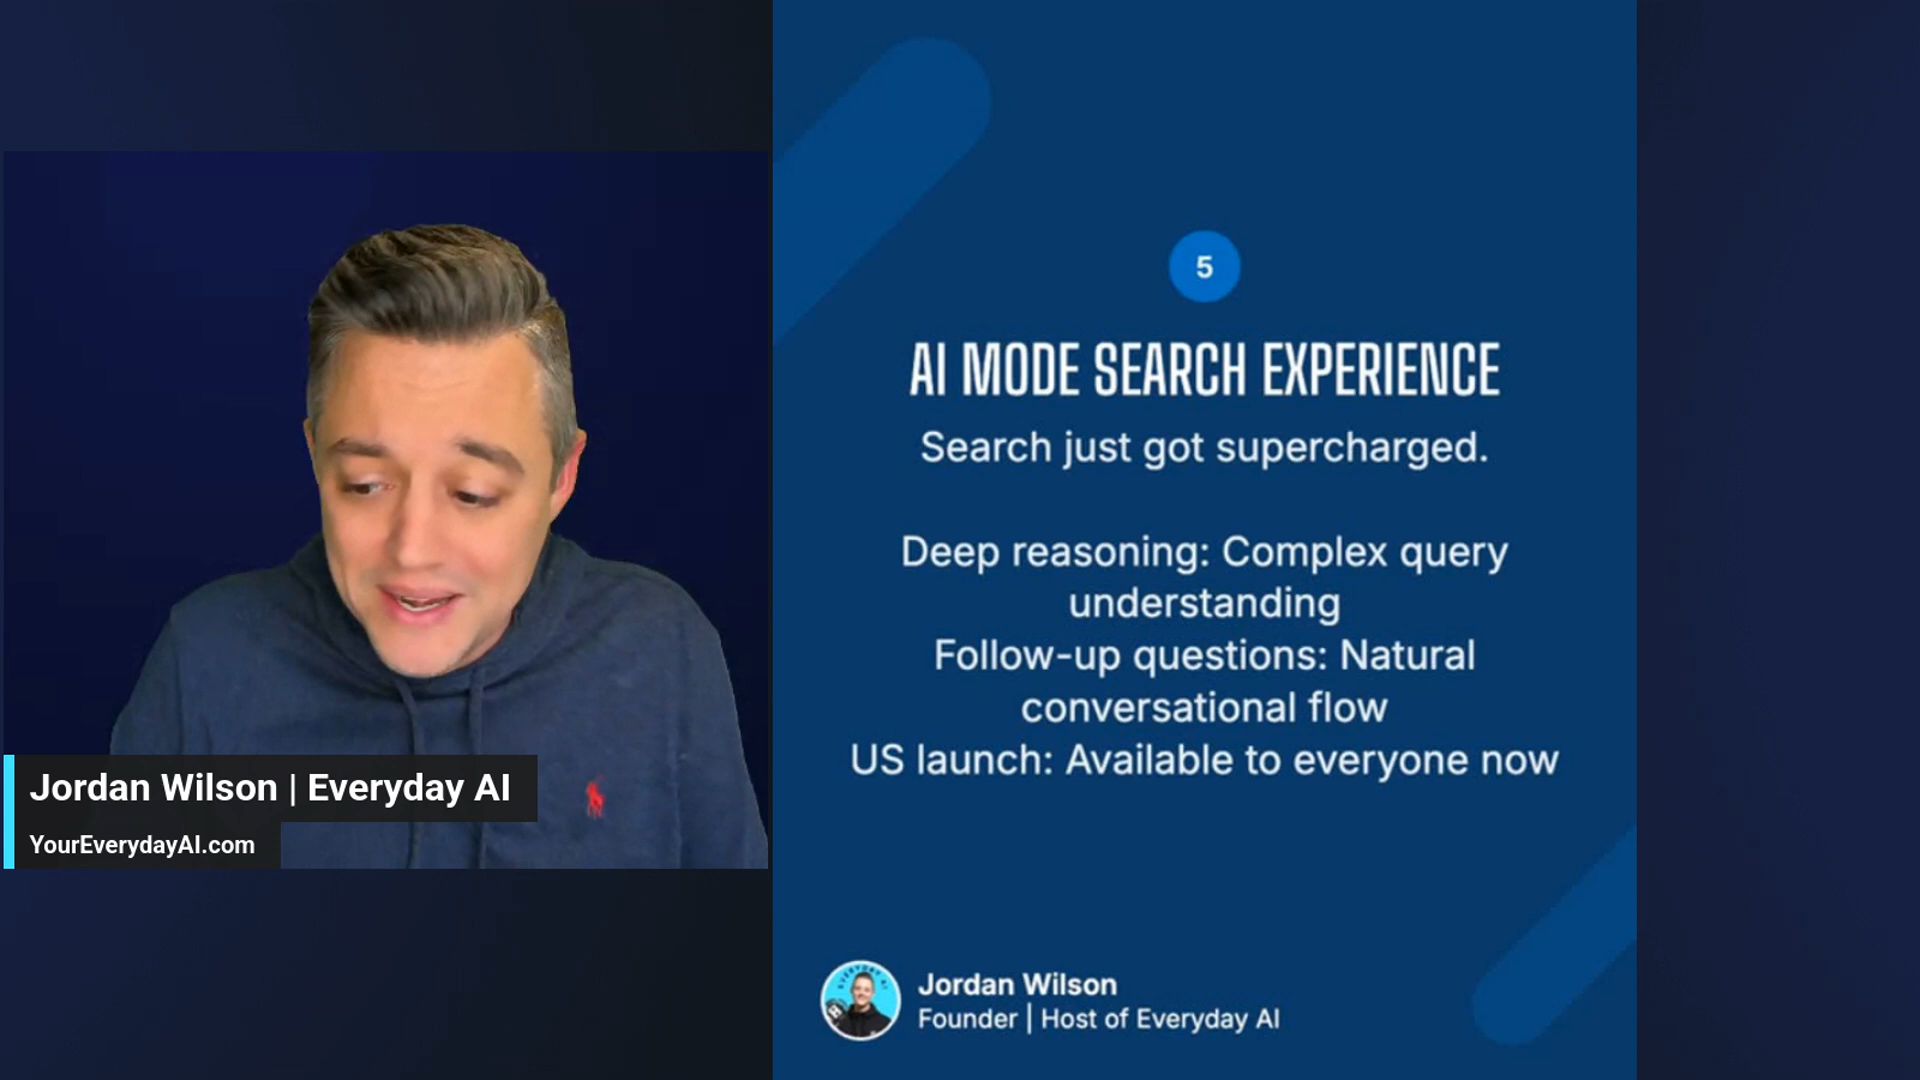 Jordan Wilson | Everyday AI
YourEverydayAI.com
5
AI MODE SEARCH EXPERIENCE
Search just got supercharged.
Deep reasoning: Complex query
understanding
Follow-up questions: Natural
conversational flow
US launch: Available to everyone now
EVERYDAY AI
Jordan Wilson
Founder | Host of Everyday AI